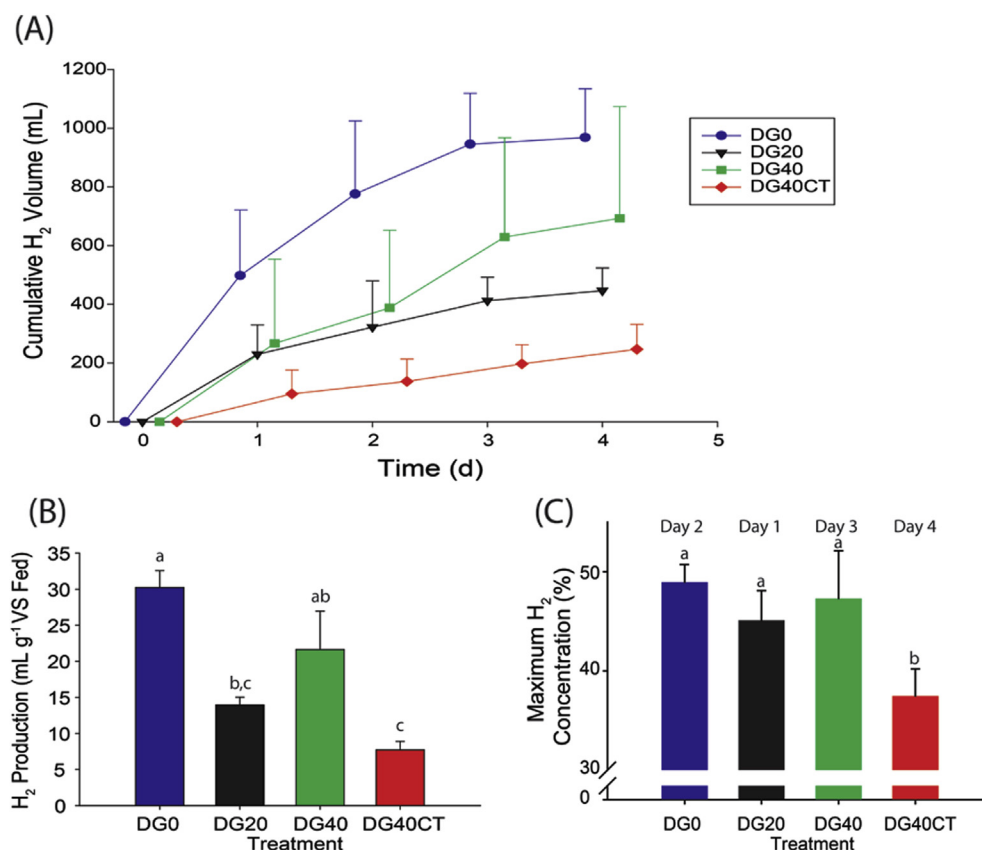 (A)
1200
1000
800
600
400
200
0
Cumulative H2 Volume (mL)
0 1 2 3 4 5
Time (d)
DG0
DG20
DG40
DG40CT
(B)
35
30
25
20
15
10
5
0
H2 Production (mL g-1 VS Fed)
a
b,c
ab
c
DG0 DG20 DG40 DG40CT
Treatment
(C)
Day 2 Day 1 Day 3 Day 4
50
40
30
0
Maximum H2
Concentration (%)
a
a
a
b
DG0 DG20 DG40 DG40CT
Treatment